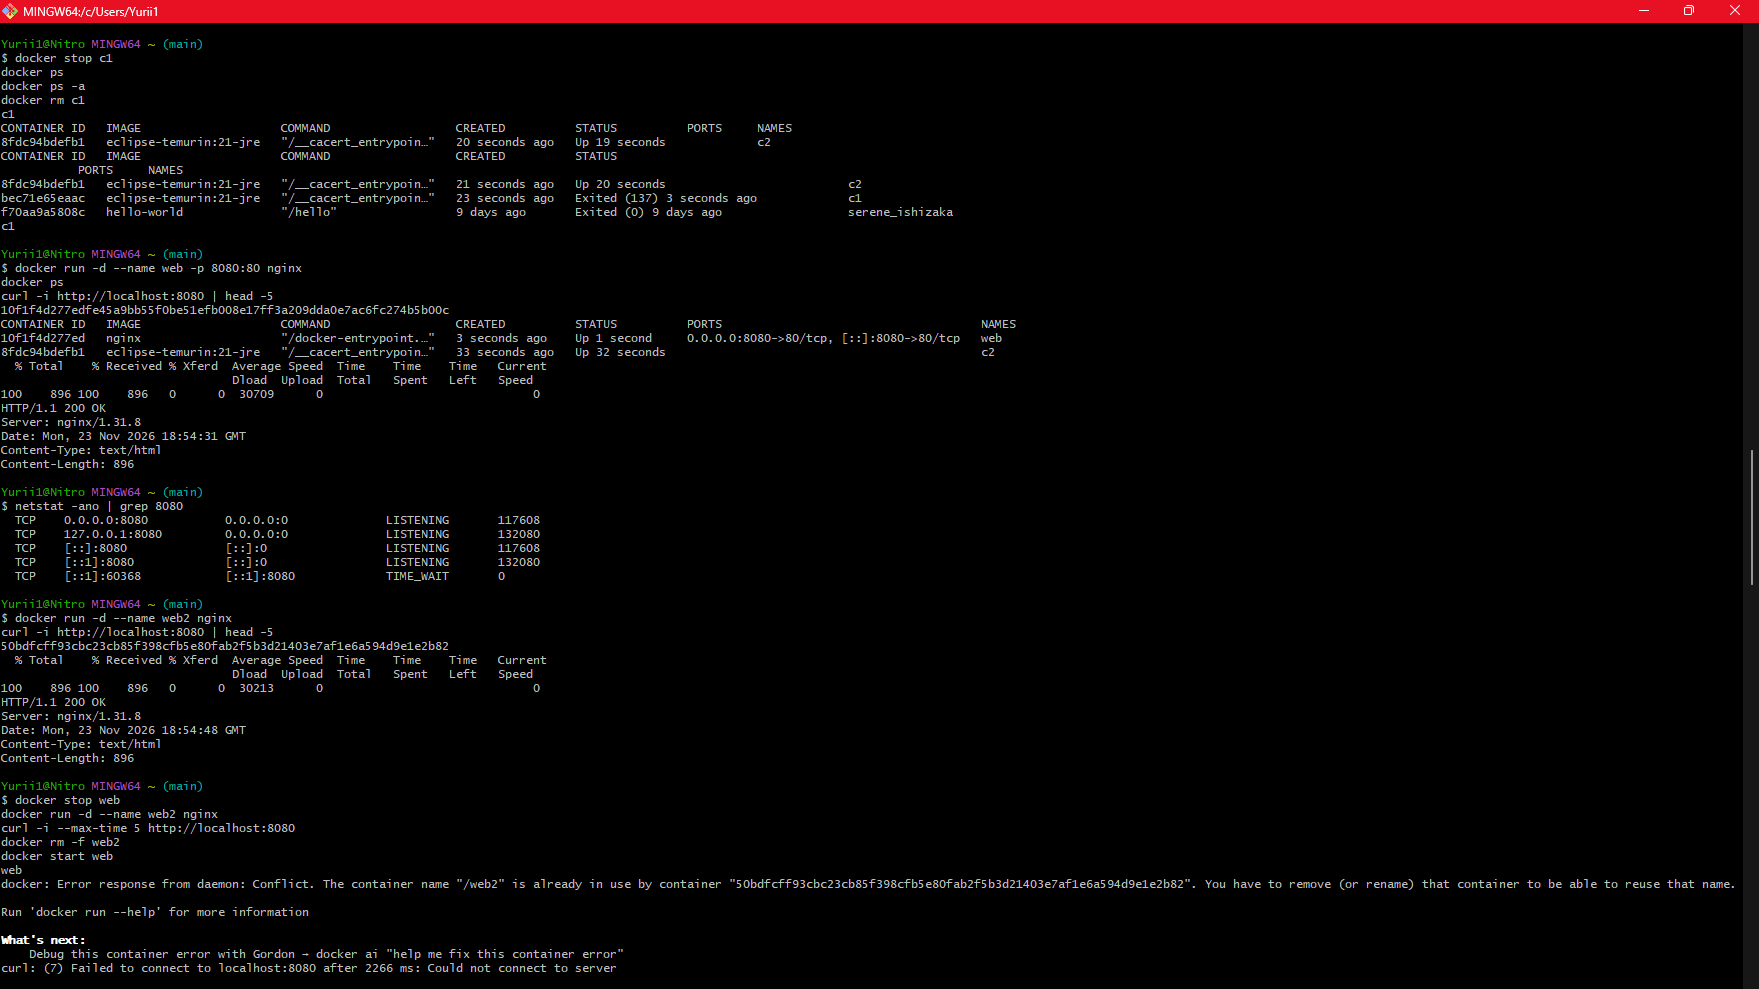 MINGW64:/c/Users/Yurii1
Yurii1@Nitro MINGW64 ~ (main)
$ docker stop c1
docker ps
docker ps -a
docker rm c1
c1
CONTAINER ID   IMAGE                    COMMAND                  CREATED          STATUS          PORTS     NAMES
8fdc94bdefb1   eclipse-temurin:21-jre   "/__cacert_entrypoin…"   20 seconds ago   Up 19 seconds             c2
CONTAINER ID   IMAGE                    COMMAND                  CREATED          STATUS
           PORTS     NAMES
8fdc94bdefb1   eclipse-temurin:21-jre   "/__cacert_entrypoin…"   21 seconds ago   Up 20 seconds                          c2
bec71e65eaac   eclipse-temurin:21-jre   "/__cacert_entrypoin…"   23 seconds ago   Exited (137) 3 seconds ago             c1
f70aa9a5808c   hello-world              "/hello"                 9 days ago       Exited (0) 9 days ago                  serene_ishizaka
c1
Yurii1@Nitro MINGW64 ~ (main)
$ docker run -d --name web -p 8080:80 nginx
docker ps
curl -i http://localhost:8080 | head -5
10f1f4d277edfe45a9bb55f0be51efb008e17ff3a209dda0e7ac6fc274b5b00c
CONTAINER ID   IMAGE                    COMMAND                  CREATED          STATUS          PORTS                                     NAMES
10f1f4d277ed   nginx                    "/docker-entrypoint.…"   3 seconds ago    Up 1 second     0.0.0.0:8080->80/tcp, [::]:8080->80/tcp   web
8fdc94bdefb1   eclipse-temurin:21-jre   "/__cacert_entrypoin…"   33 seconds ago   Up 32 seconds                                             c2
  % Total    % Received % Xferd  Average Speed  Time    Time    Time   Current
                                 Dload  Upload  Total   Spent   Left   Speed
100    896 100    896   0      0  30709      0                              0
HTTP/1.1 200 OK
Server: nginx/1.31.8
Date: Mon, 23 Nov 2026 18:54:31 GMT
Content-Type: text/html
Content-Length: 896
Yurii1@Nitro MINGW64 ~ (main)
$ netstat -ano | grep 8080
  TCP    0.0.0.0:8080           0.0.0.0:0              LISTENING       117608
  TCP    127.0.0.1:8080         0.0.0.0:0              LISTENING       132080
  TCP    [::]:8080              [::]:0                 LISTENING       117608
  TCP    [::1]:8080             [::]:0                 LISTENING       132080
  TCP    [::1]:60368            [::1]:8080             TIME_WAIT       0
Yurii1@Nitro MINGW64 ~ (main)
$ docker run -d --name web2 nginx
curl -i http://localhost:8080 | head -5
50bdfcff93cbc23cb85f398cfb5e80fab2f5b3d21403e7af1e6a594d9e1e2b82
  % Total    % Received % Xferd  Average Speed  Time    Time    Time   Current
                                 Dload  Upload  Total   Spent   Left   Speed
100    896 100    896   0      0  30213      0                              0
HTTP/1.1 200 OK
Server: nginx/1.31.8
Date: Mon, 23 Nov 2026 18:54:48 GMT
Content-Type: text/html
Content-Length: 896
Yurii1@Nitro MINGW64 ~ (main)
$ docker stop web
docker run -d --name web2 nginx
curl -i --max-time 5 http://localhost:8080
docker rm -f web2
docker start web
web
docker: Error response from daemon: Conflict. The container name "/web2" is already in use by container "50bdfcff93cbc23cb85f398cfb5e80fab2f5b3d21403e7af1e6a594d9e1e2b82". You have to remove (or rename) that container to be able to reuse that name.
Run 'docker run --help' for more information
What's next:
    Debug this container error with Gordon → docker ai "help me fix this container error"
curl: (7) Failed to connect to localhost:8080 after 2266 ms: Could not connect to server